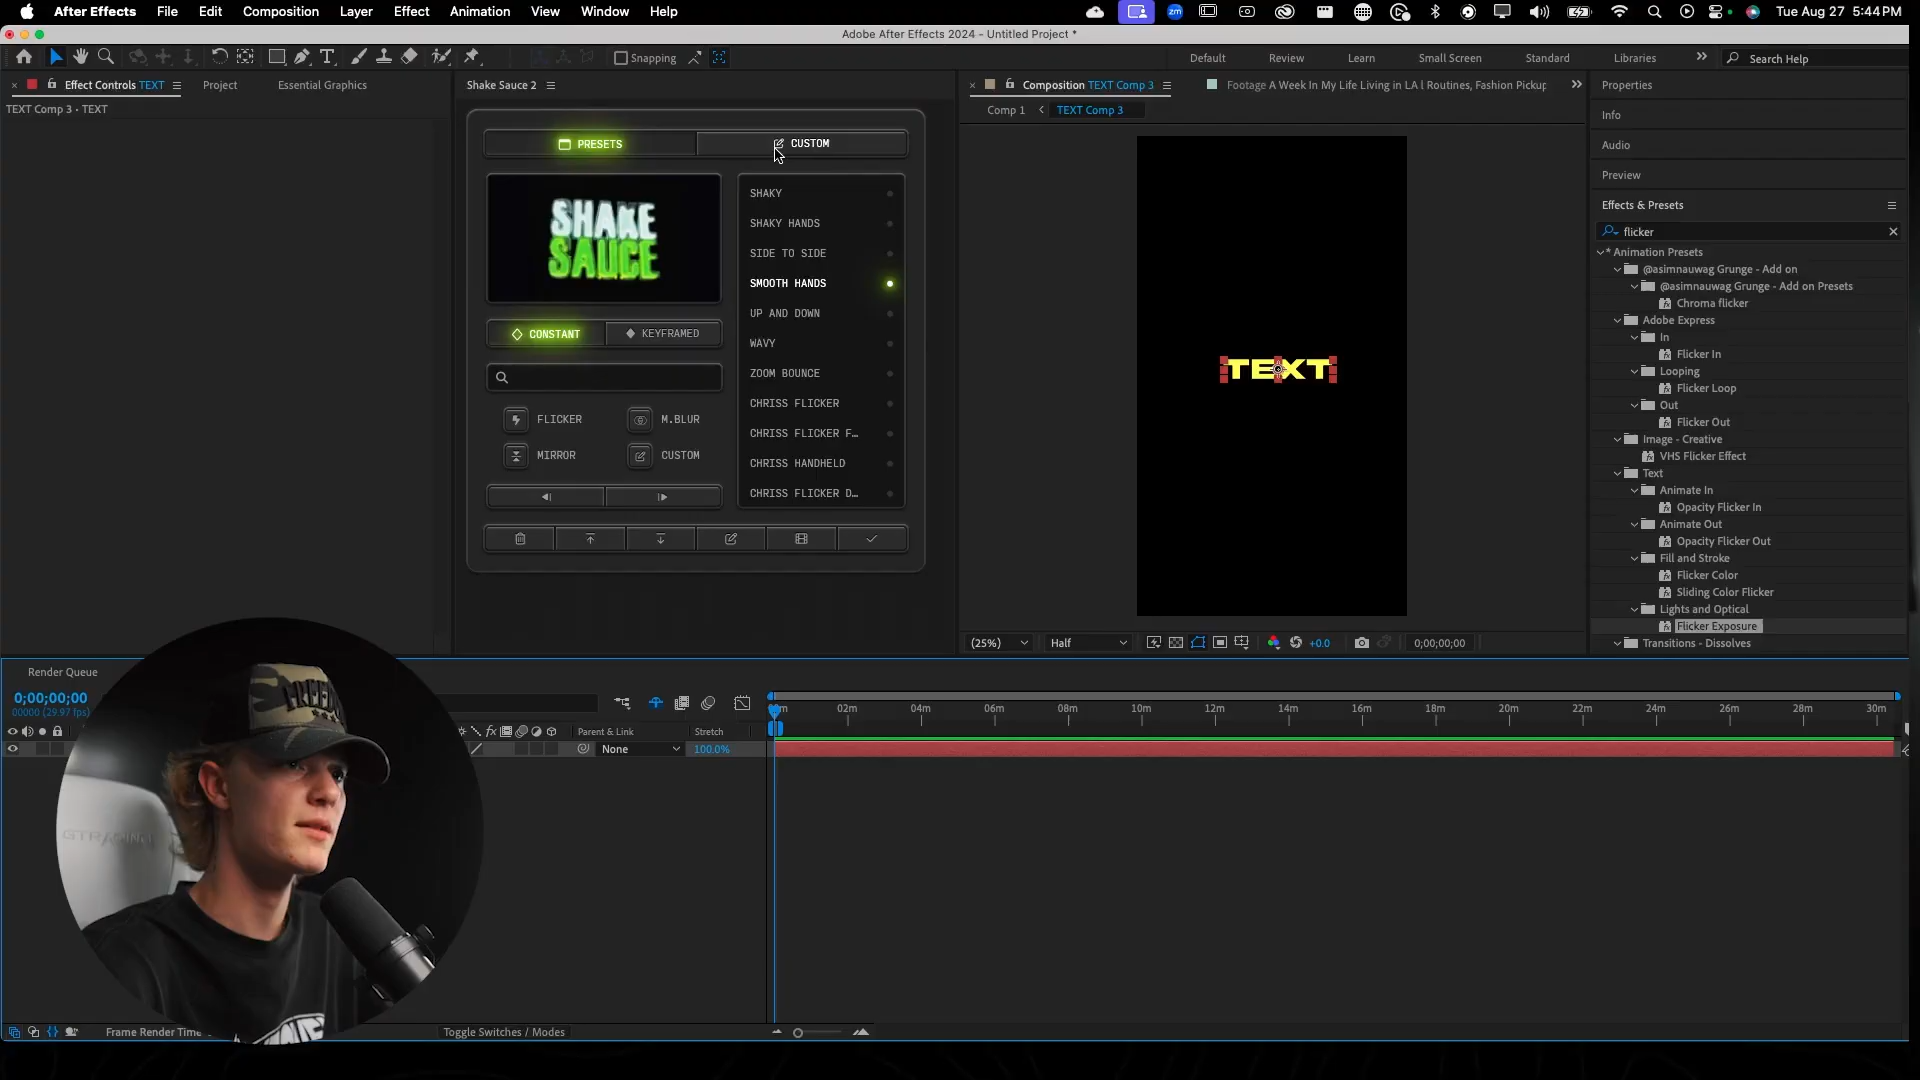 After Effects File Edit Composition Layer Effect Animation View Window Help
zm
Tue Aug 27 5:44 PM
Adobe After Effects 2024 - Untitled Project *
Snapping
Default Review Learn Small Screen Standard Libraries
Search Help
Effect Controls TEXT Project Essential Graphics
TEXT Comp 3 • TEXT
Shake Sauce 2
PRESETS
CUSTOM
SHAKE
SAUCE
CONSTANT
KEYFRAMED
FLICKER
M.BLUR
MIRROR
CUSTOM
SHAKY
SHAKY HANDS
SIDE TO SIDE
SMOOTH HANDS
UP AND DOWN
WAVY
ZOOM BOUNCE
CHRISS FLICKER
CHRISS FLICKER F…
CHRISS HANDHELD
CHRISS FLICKER D…
Composition TEXT Comp 3
Footage A Week In My Life Living in LA l Routines, Fashion Pickup
Comp 1
TEXT Comp 3
TEXT
(25%)
Half
+0.0
0;00;00;00
Properties
Info
Audio
Preview
Effects & Presets
flicker
* Animation Presets
@asimnauwag Grunge - Add on
@asimnauwag Grunge - Add on Presets
Chroma flicker
Adobe Express
In
Flicker In
Looping
Flicker Loop
Out
Flicker Out
Image - Creative
VHS Flicker Effect
Text
Animate In
Opacity Flicker In
Animate Out
Opacity Flicker Out
Fill and Stroke
Flicker Color
Sliding Color Flicker
Lights and Optical
Flicker Exposure
Transitions - Dissolves
Render Queue
0;00;00;00
00000 (29.97 fps)
fx
Parent & Link
Stretch
None
100.0%
02m 04m 06m 08m 10m 12m 14m 16m 18m 20m 22m 24m 26m 28m 30m
GTRACING
Frame Render Time
Toggle Switches / Modes